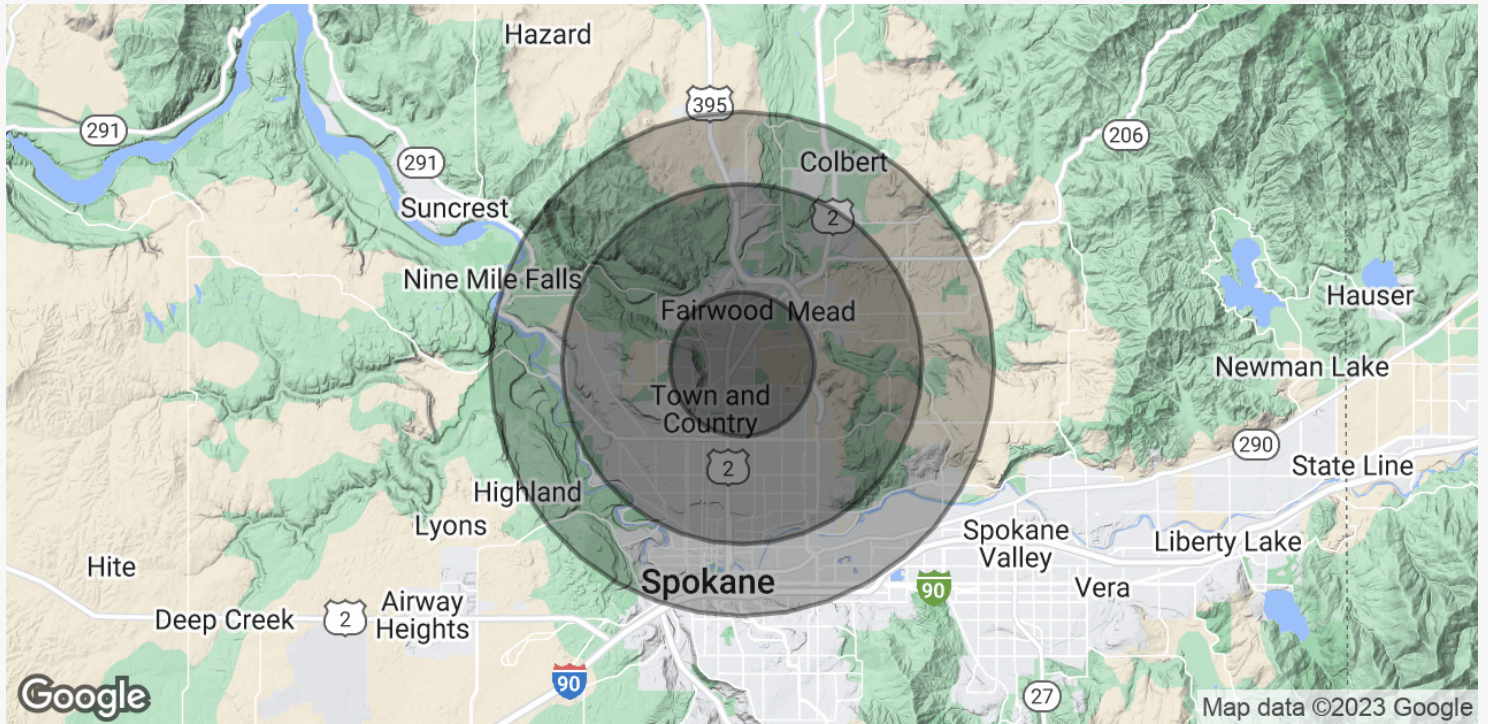 Hazard
395
291
291
206
Colbert
Suncrest
2
Nine Mile Falls
Hauser
Fairwood
Mead
Newman Lake
Town and
Country
290
2
State Line
Highland
Lyons
Spokane
Valley
Liberty Lake
Hite
Spokane
90
Vera
Airway
Heights
Deep Creek
2
90
27
Google
Map data ©2023 Google